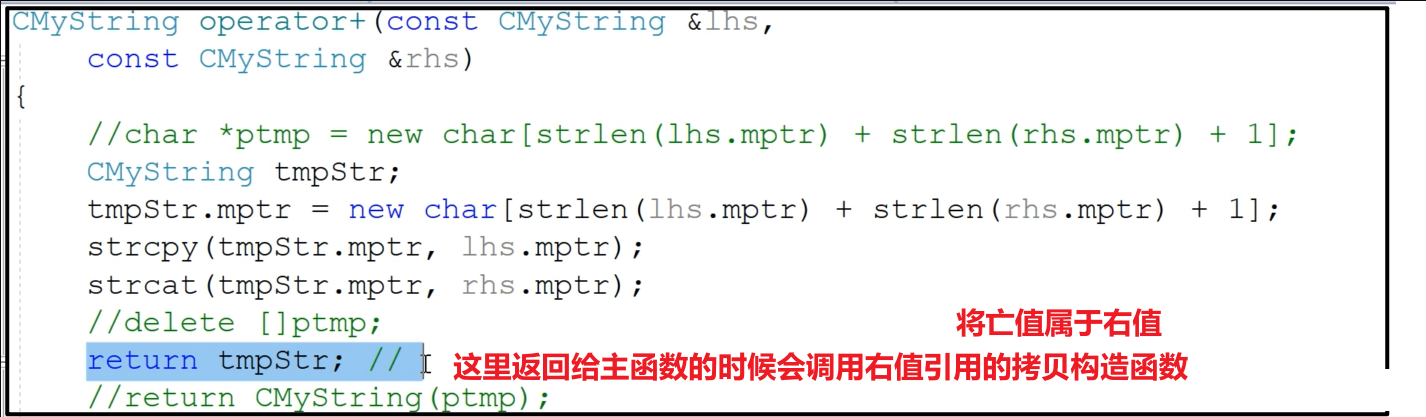 CMyString operator+(const CMyString &lhs,
const CMyString &rhs)
{
//char *ptmp = new char[strlen(lhs.mptr) + strlen(rhs.mptr) + 1];
CMyString tmpStr;
tmpStr.mptr = new char[strlen(lhs.mptr) + strlen(rhs.mptr) + 1];
strcpy(tmpStr.mptr, lhs.mptr);
strcat(tmpStr.mptr, rhs.mptr);
//delete []ptmp;
将亡值属于右值
return tmpStr; //
这里返回给主函数的时候会调用右值引用的拷贝构造函数
//return CMyString(ptmp);